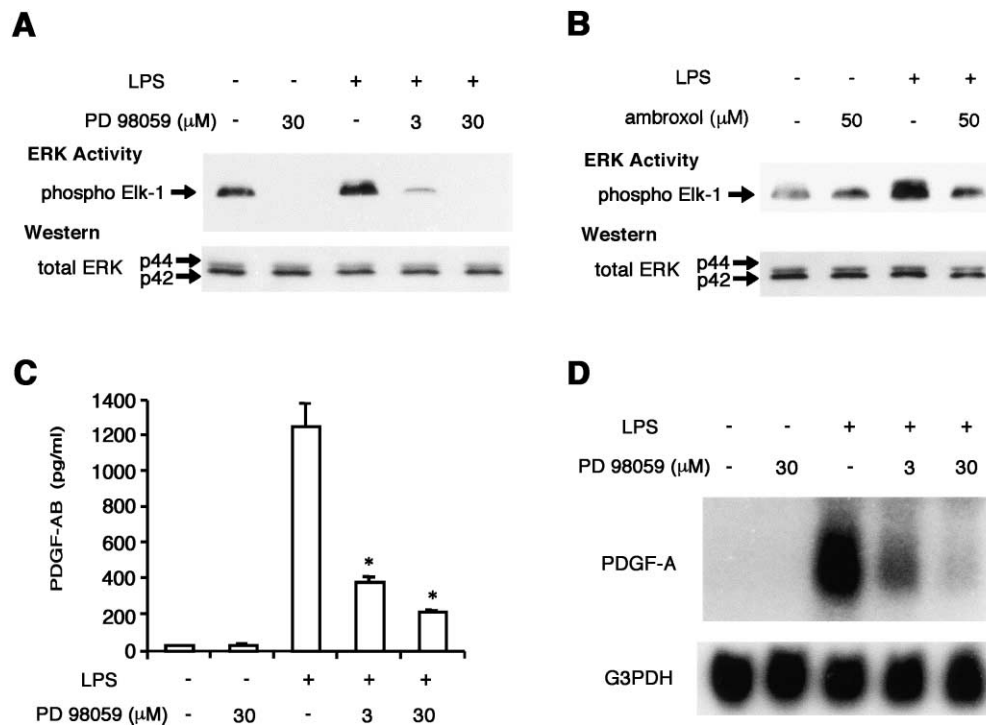 A
LPS - - + + +
PD 98059 (μM) - 30 - 3 30
ERK Activity
phospho Elk-1
Western
total ERK p44
p42
B
LPS - - + +
ambroxol (μM) - 50 - 50
ERK Activity
phospho Elk-1
Western
total ERK p44
p42
C
PDGF-AB (pg/ml)
1400
1200
1000
800
600
400
200
0
* *
LPS - - + + +
PD 98059 (μM) - 30 - 3 30
D
LPS - - + + +
PD 98059 (μM) - 30 - 3 30
PDGF-A
G3PDH